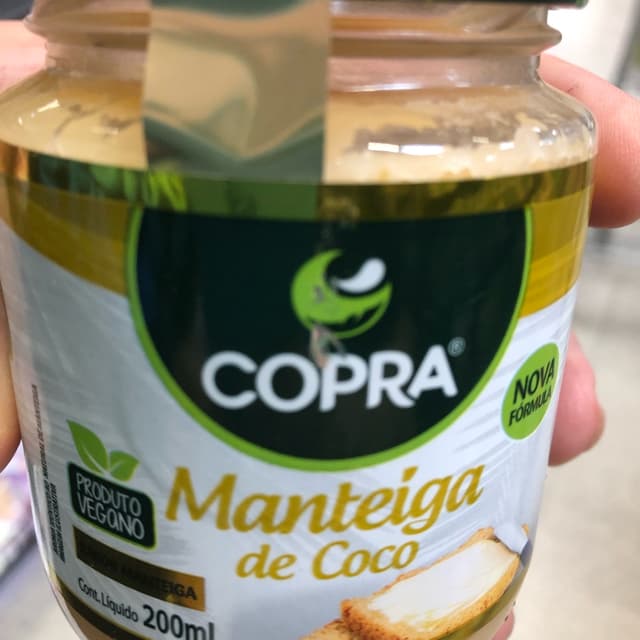 COPRA®
NOVA
FÓRMULA
PRODUTO
VEGANO
Manteiga
de Coco
SABOR MANTEIGA
Cont. Líquido 200ml